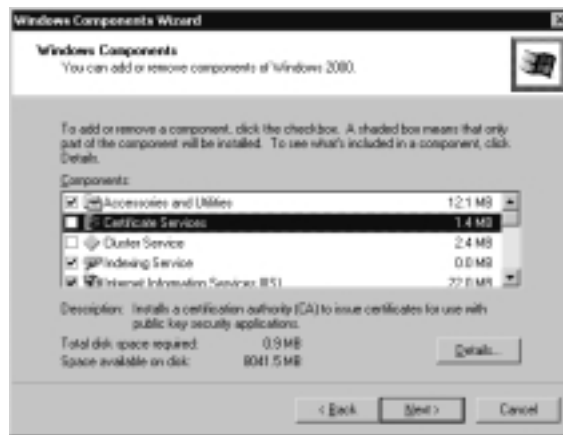 Windows Components Wizard
Windows Components
You can add or remove components of Windows 2000.
To add or remove a component, click the checkbox. A shaded box means that only
part of the component will be installed. To see what's included in a component, click
Details.
Components:
Accessories and Utilities 12.1 MB
Certificate Services 1.4 MB
Cluster Service 2.4 MB
Indexing Service 0.0 MB
Internet Information Services (IIS) 22.0 MB
Description: Installs a certification authority (CA) to issue certificates for use with
public key security applications.
Total disk space required: 0.9 MB
Space available on disk: 8041.5 MB
Details...
< Back
Next >
Cancel